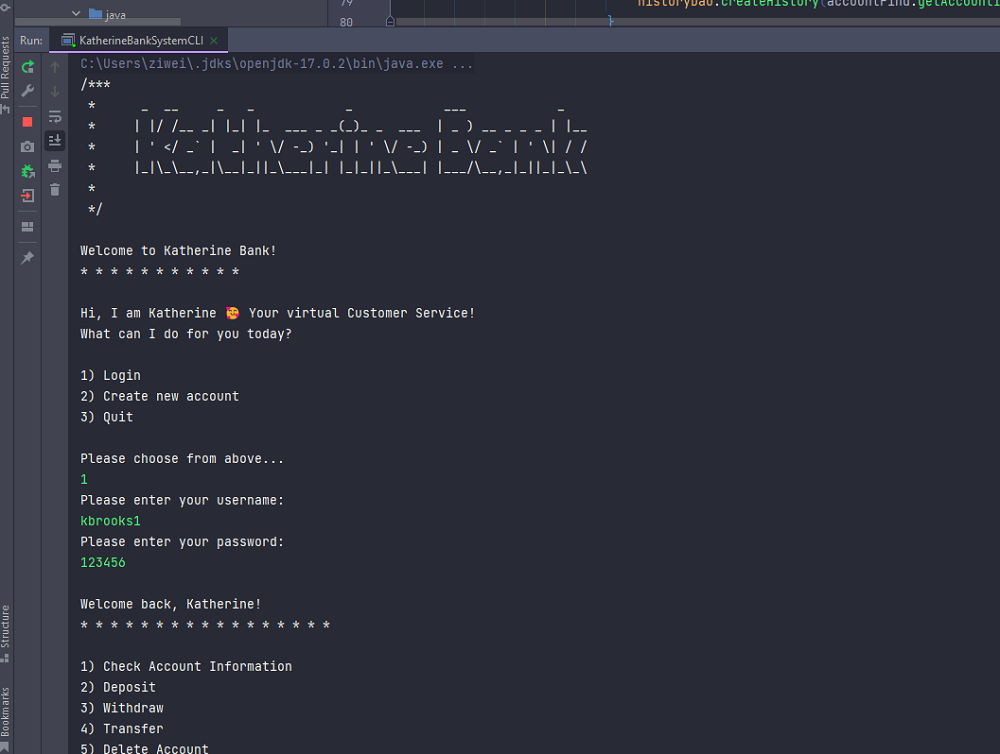 java
79
80
historyDao.createHistory(accountFind.getAccountI
}
Run:
KatherineBankSystemCLI ×
C:\Users\ziwei\.jdks\openjdk-17.0.2\bin\java.exe ...
/***
 *      _  __     _   _                _            ___            _
 *     | |/ /__ _| |_| |_  ___ _ _(_)_ _  ___  | _ ) __ _ _ _ | |__
 *     | ' </ _` |  _| ' \/ -_) '_| | ' \/ -_) | _ \/ _` | ' \| / /
 *     |_|\_\__,_|\__|_||_\___|_| |_|_||_\___| |___/\__,_|_||_|_\_\
 *
 */
Welcome to Katherine Bank!
* * * * * * * * * * *
Hi, I am Katherine 🥰 Your virtual Customer Service!
What can I do for you today?
1) Login
2) Create new account
3) Quit
Please choose from above...
1
Please enter your username:
kbrooks1
Please enter your password:
123456
Welcome back, Katherine!
* * * * * * * * * * * * * * * * *
1) Check Account Information
2) Deposit
3) Withdraw
4) Transfer
5) Delete Account
Pull Requests
Structure
Bookmarks